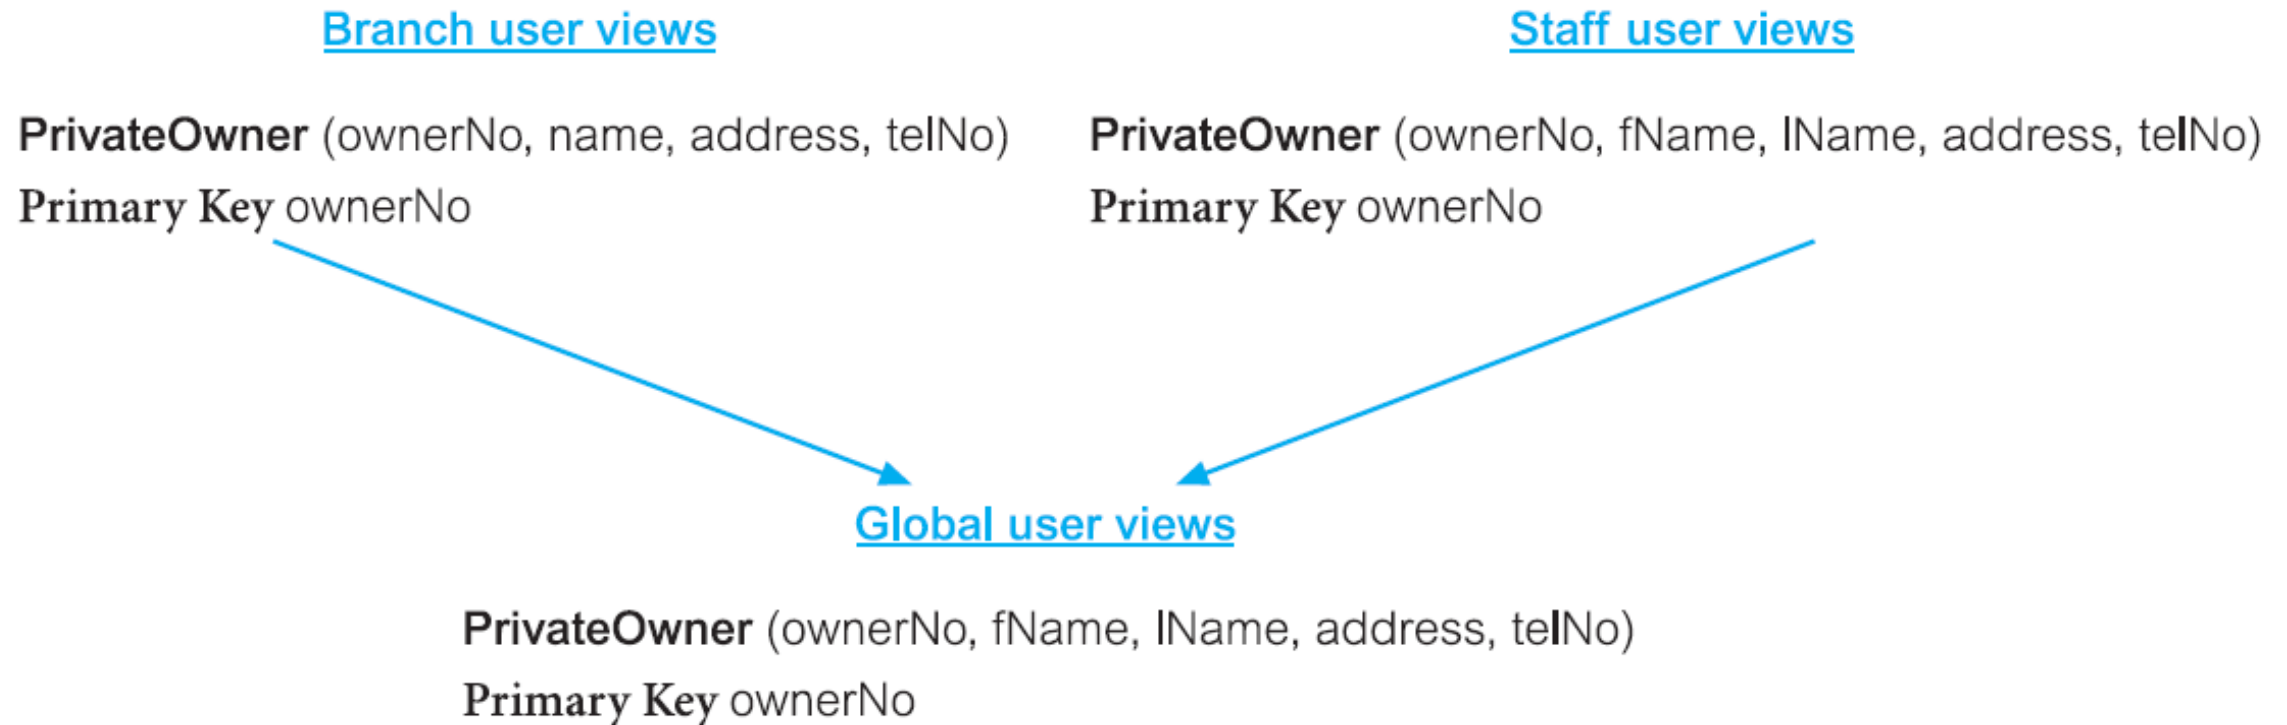 Branch user views
Staff user views
PrivateOwner (ownerNo, name, address, telNo)
Primary Key ownerNo
PrivateOwner (ownerNo, fName, lName, address, telNo)
Primary Key ownerNo
Global user views
PrivateOwner (ownerNo, fName, lName, address, telNo)
Primary Key ownerNo